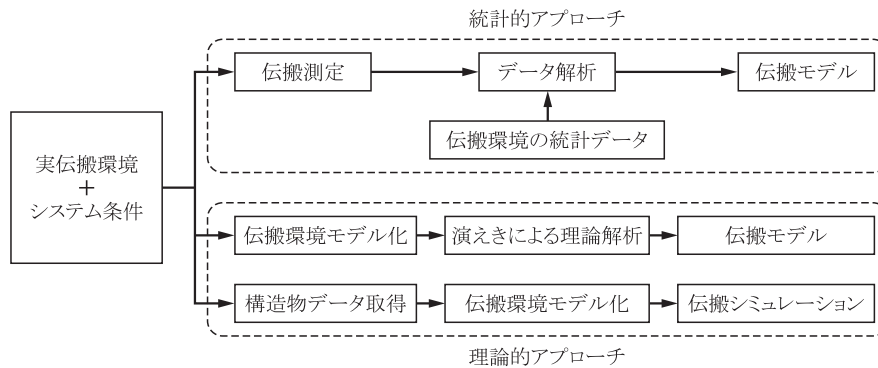 統計的アプローチ
伝搬測定
データ解析
伝搬モデル
伝搬環境の統計データ
実伝搬環境
+
システム条件
伝搬環境モデル化
演えきによる理論解析
伝搬モデル
構造物データ取得
伝搬環境モデル化
伝搬シミュレーション
理論的アプローチ